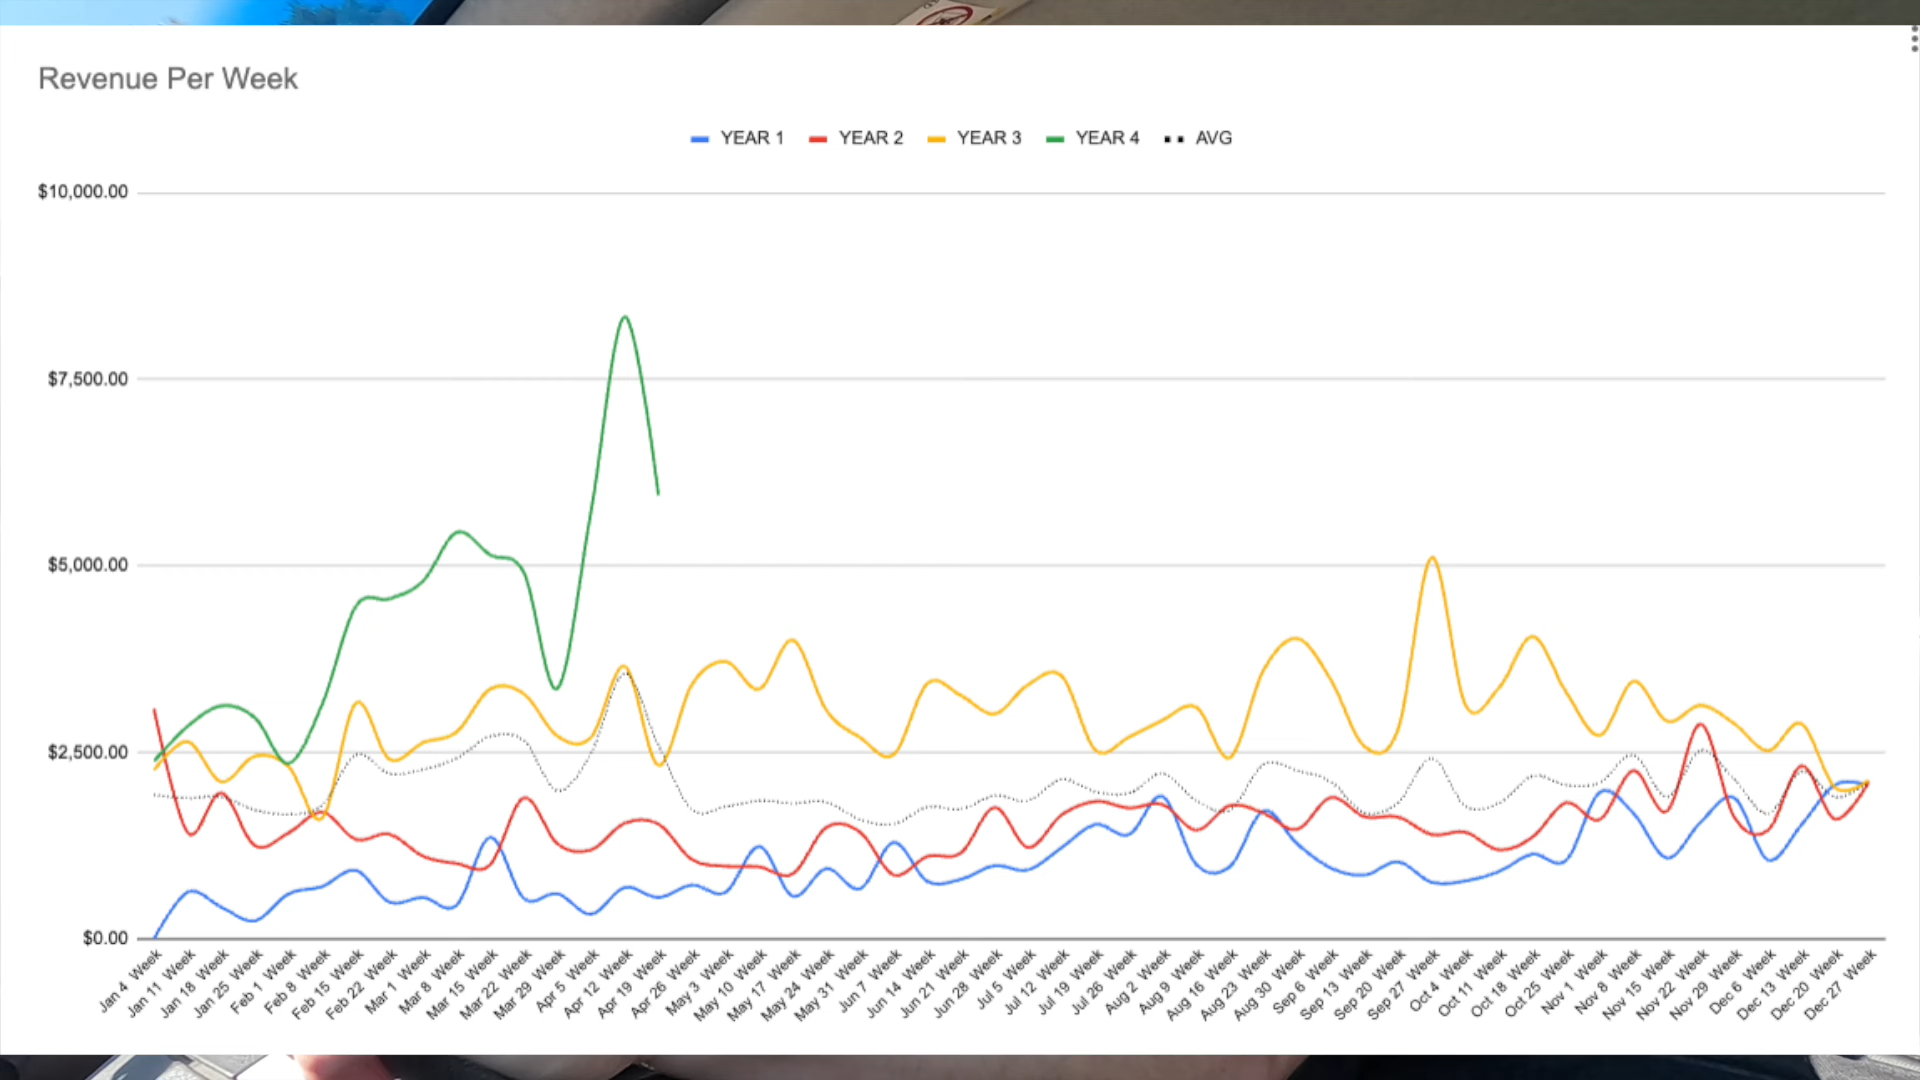 Revenue Per Week
YEAR 1 YEAR 2 YEAR 3 YEAR 4 AVG
$10,000.00
$7,500.00
$5,000.00
$2,500.00
$0.00
Jan 4 Week
Jan 11 Week
Jan 18 Week
Jan 25 Week
Feb 1 Week
Feb 8 Week
Feb 15 Week
Feb 22 Week
Mar 1 Week
Mar 8 Week
Mar 15 Week
Mar 22 Week
Mar 29 Week
Apr 5 Week
Apr 12 Week
Apr 19 Week
Apr 26 Week
May 3 Week
May 10 Week
May 17 Week
May 24 Week
May 31 Week
Jun 7 Week
Jun 14 Week
Jun 21 Week
Jun 28 Week
Jul 5 Week
Jul 12 Week
Jul 19 Week
Jul 26 Week
Aug 2 Week
Aug 9 Week
Aug 16 Week
Aug 23 Week
Aug 30 Week
Sep 6 Week
Sep 13 Week
Sep 20 Week
Sep 27 Week
Oct 4 Week
Oct 11 Week
Oct 18 Week
Oct 25 Week
Nov 1 Week
Nov 8 Week
Nov 15 Week
Nov 22 Week
Nov 29 Week
Dec 6 Week
Dec 13 Week
Dec 20 Week
Dec 27 Week